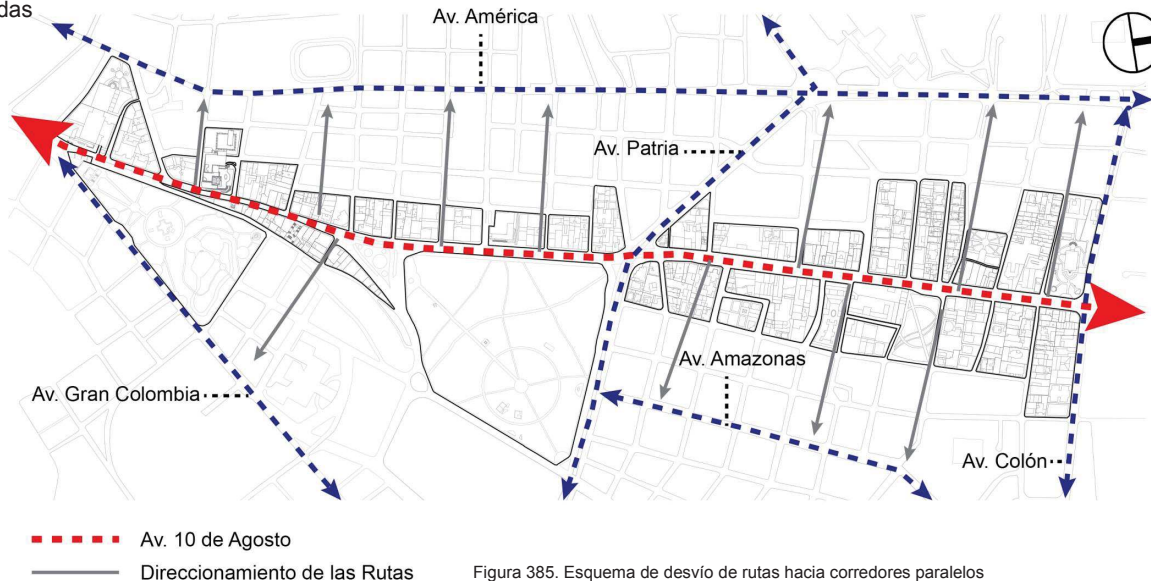 Av. América
Av. Patria
Av. Gran Colombia
Av. Amazonas
Av. Colón
Av. 10 de Agosto
Direccionamiento de las Rutas
Figura 385. Esquema de desvío de rutas hacia corredores paralelos